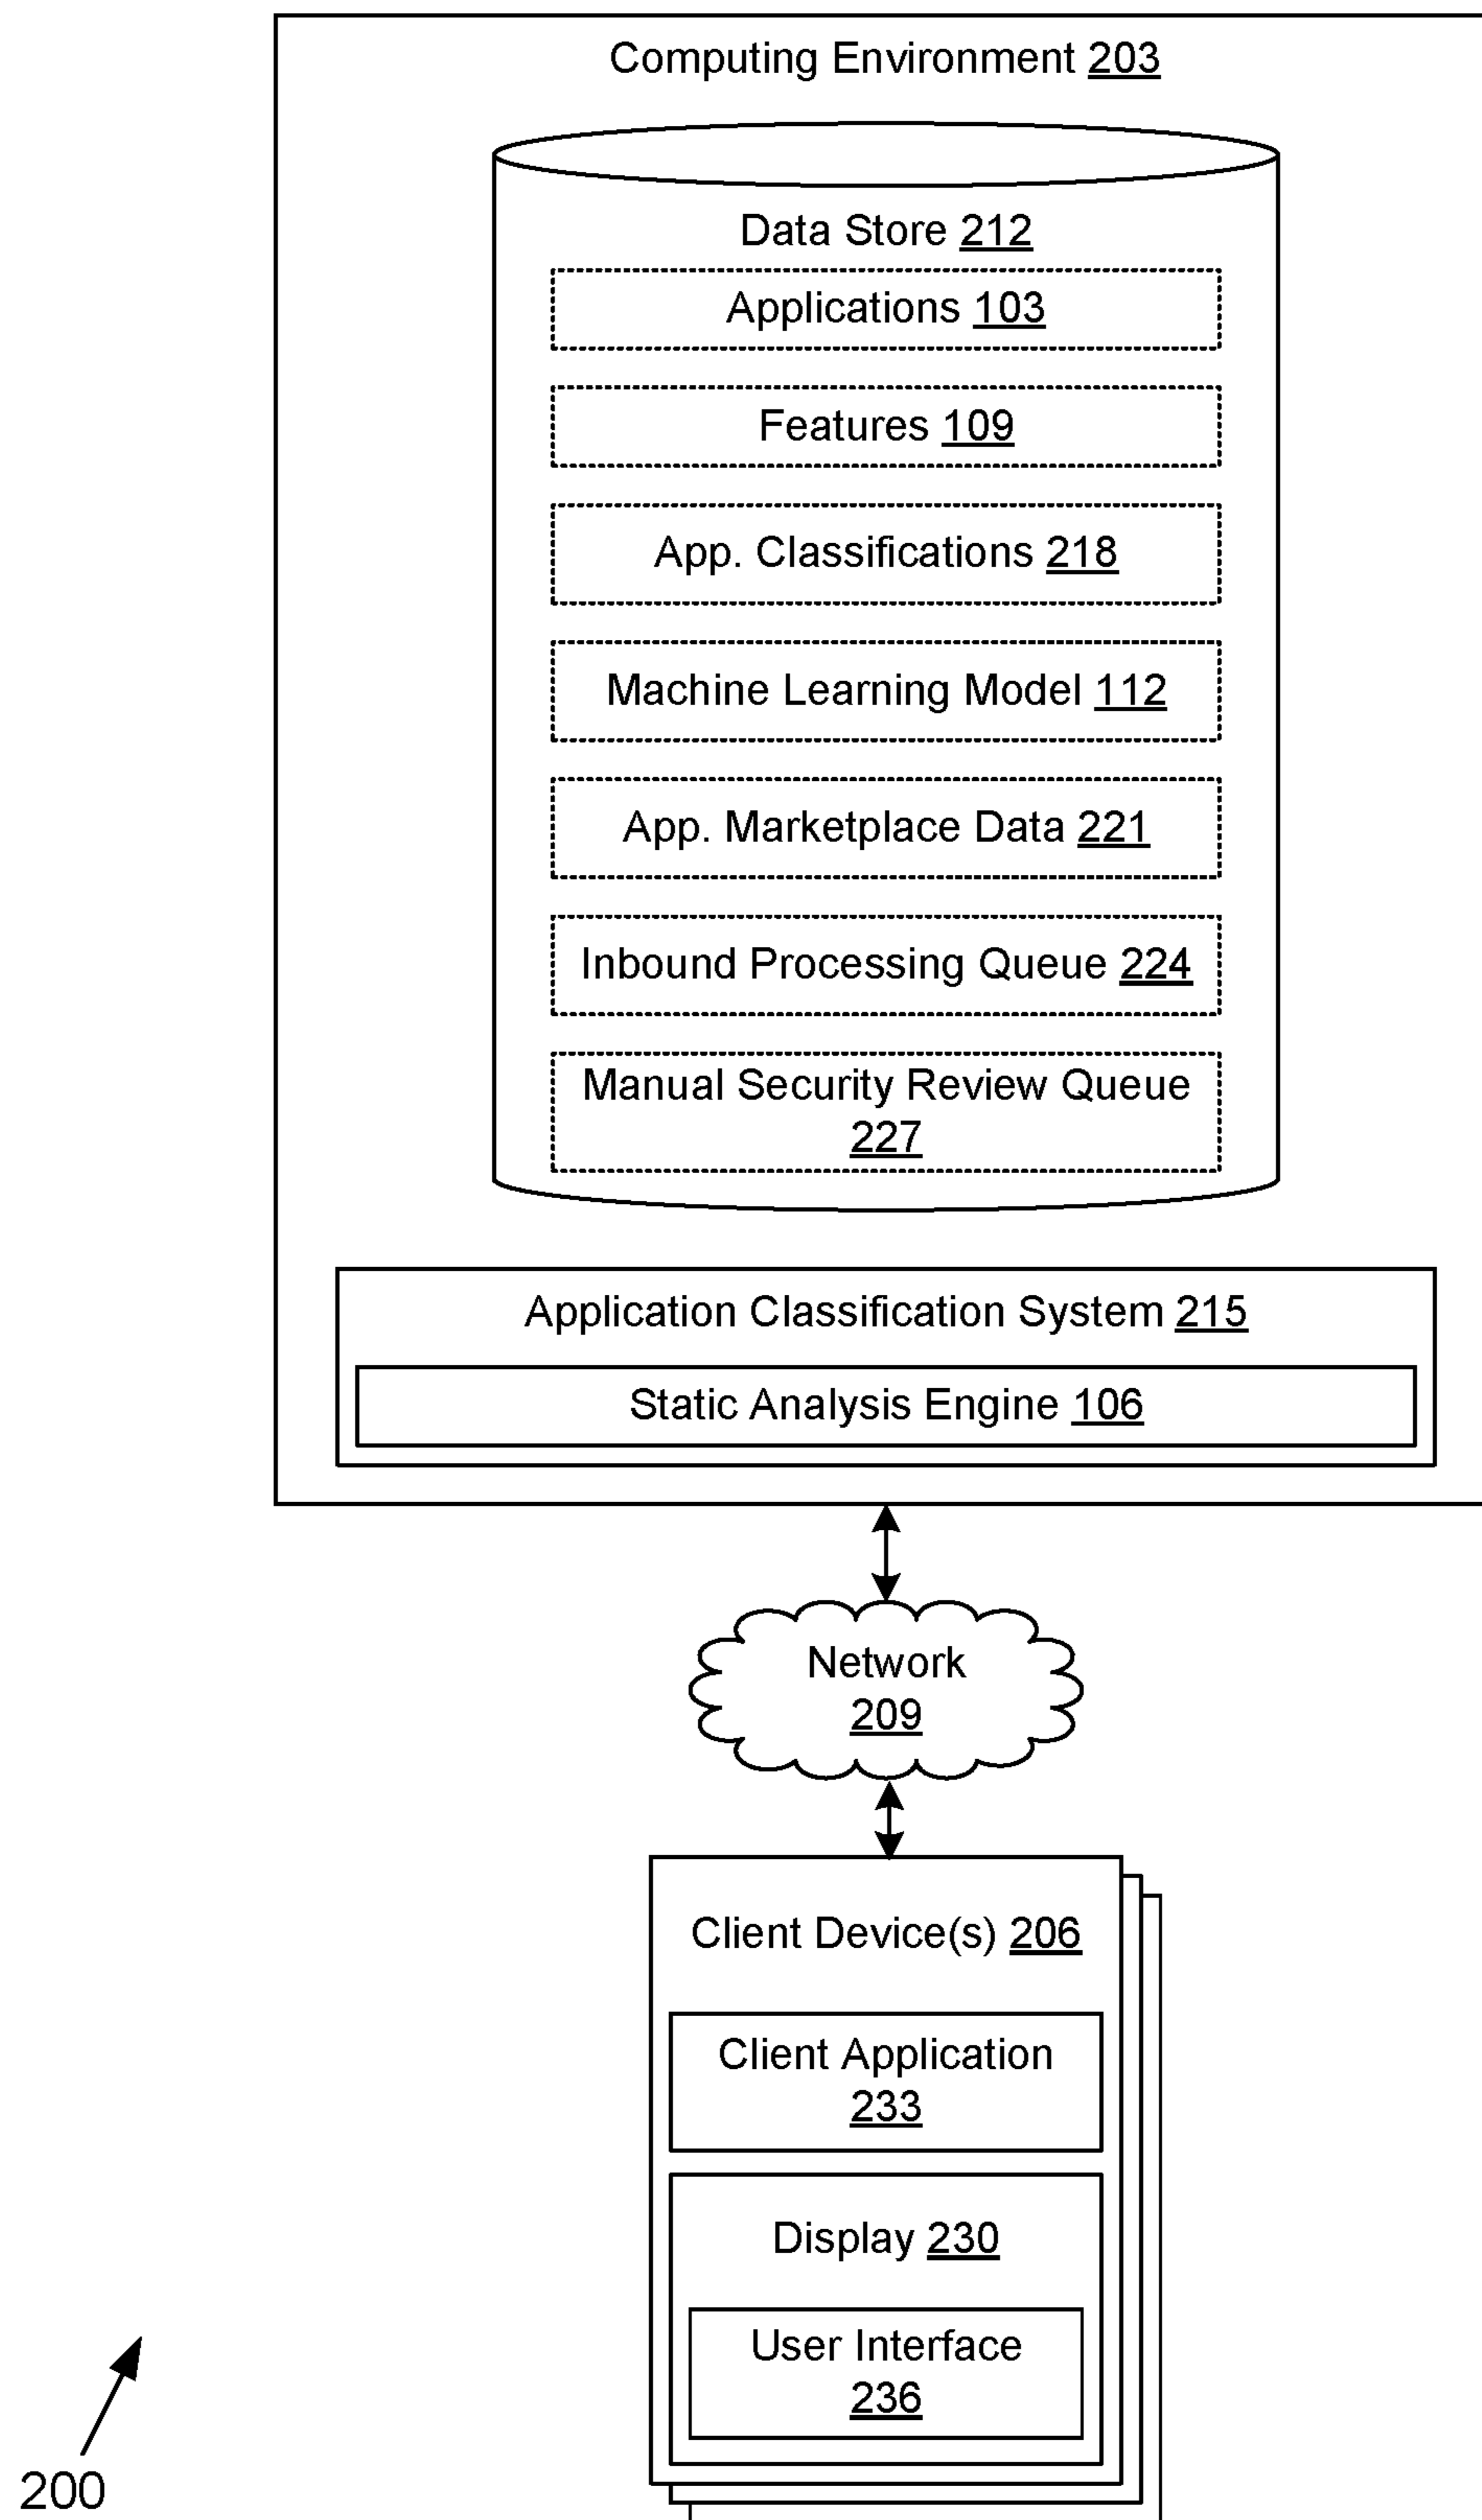 Computing Environment 203
Data Store 212
Applications 103
Features 109
App. Classifications 218
Machine Learning Model 112
App. Marketplace Data 221
Inbound Processing Queue 224
Manual Security Review Queue
227
Application Classification System 215
Static Analysis Engine 106
Network
209
Client Device(s) 206
Client Application
233
Display 230
User Interface
236
200